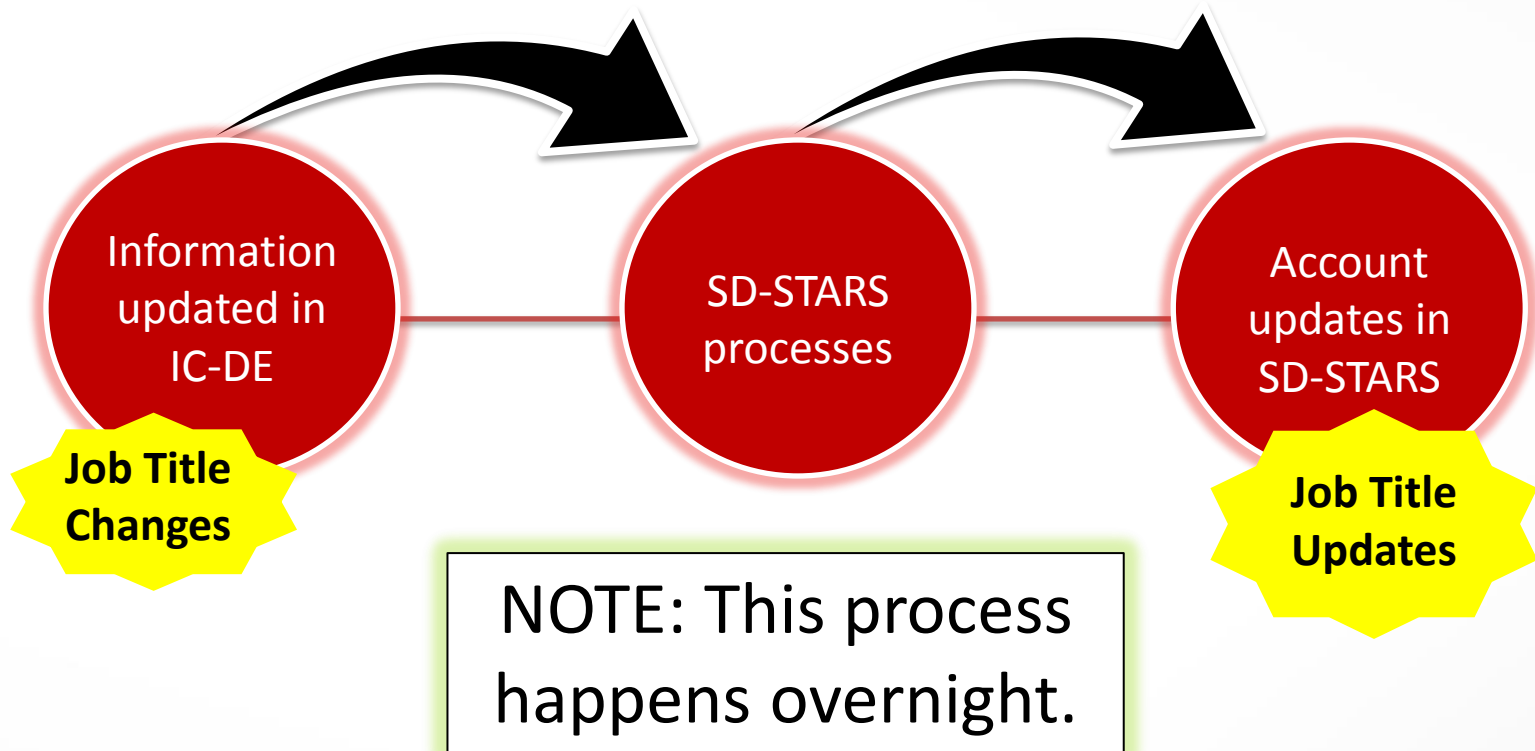 Information
updated in
IC-DE
Job Title
Changes
SD-STARS
processes
Account
updates in
SD-STARS
Job Title
Updates
NOTE: This process
happens overnight.